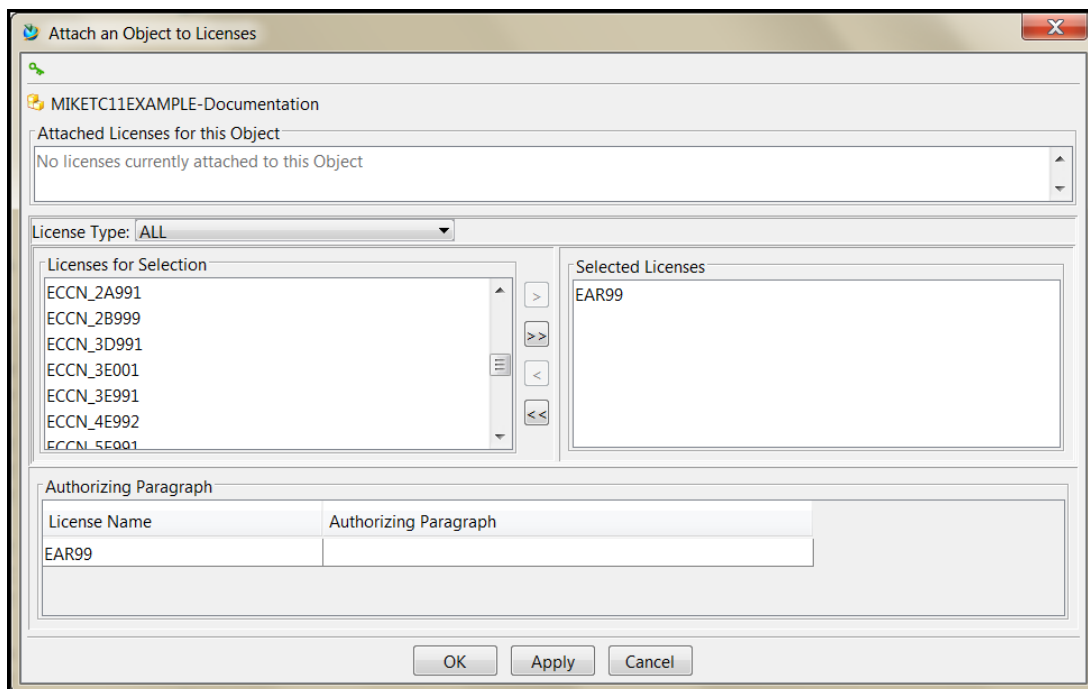 Attach an Object to Licenses
X
MIKETC11EXAMPLE-Documentation
Attached Licenses for this Object
No licenses currently attached to this Object
License Type: ALL
Licenses for Selection
ECCN_2A991
ECCN_2B999
ECCN_3D991
ECCN_3E001
ECCN_3E991
ECCN_4E992
ECCN_5E991
>
>>
<
<<
Selected Licenses
EAR99
Authorizing Paragraph
License Name Authorizing Paragraph
EAR99
OK Apply Cancel